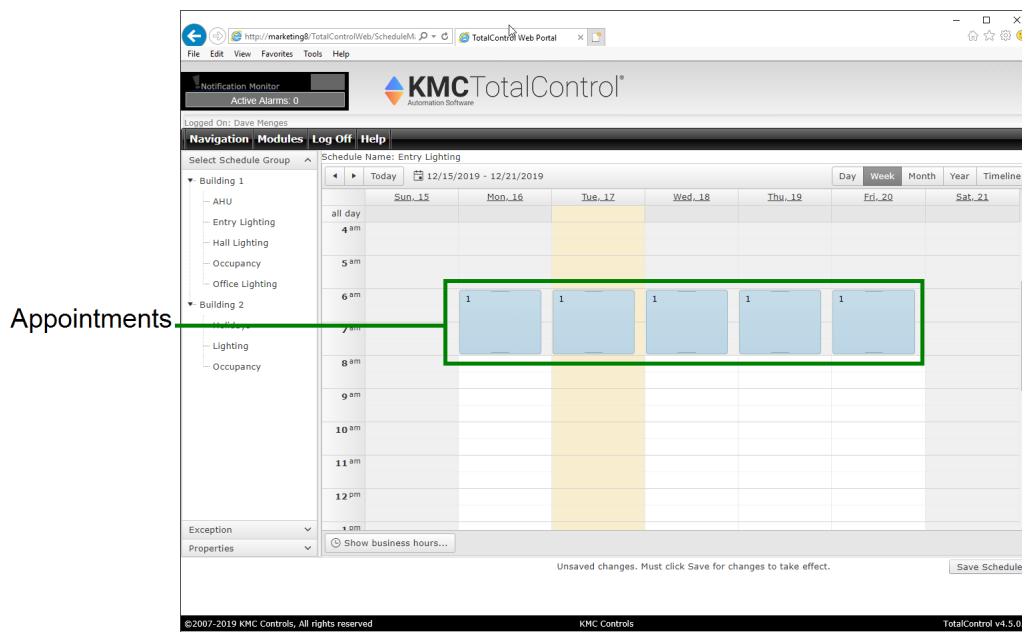 http://marketing8/TotalControlWeb/ScheduleM
TotalControl Web Portal
File Edit View Favorites Tools Help
Notification Monitor
Active Alarms: 0
KMC TotalControl®
Automation Software
Logged On: Dave Menges
Navigation Modules Log Off Help
Select Schedule Group
Schedule Name: Entry Lighting
Today 12/15/2019 - 12/21/2019 Day Week Month Year Timeline
Building 1
AHU
Entry Lighting
Hall Lighting
Occupancy
Office Lighting
Building 2
Holidays
Lighting
Occupancy
Sun, 15 Mon, 16 Tue, 17 Wed, 18 Thu, 19 Fri, 20 Sat, 21
all day
4 am
5 am
6 am
1 1 1 1 1
7 am
8 am
9 am
10 am
11 am
12 pm
1 pm
Appointments
Exception
Properties
Show business hours...
Unsaved changes. Must click Save for changes to take effect.
Save Schedule
©2007-2019 KMC Controls, All rights reserved KMC Controls TotalControl v4.5.0